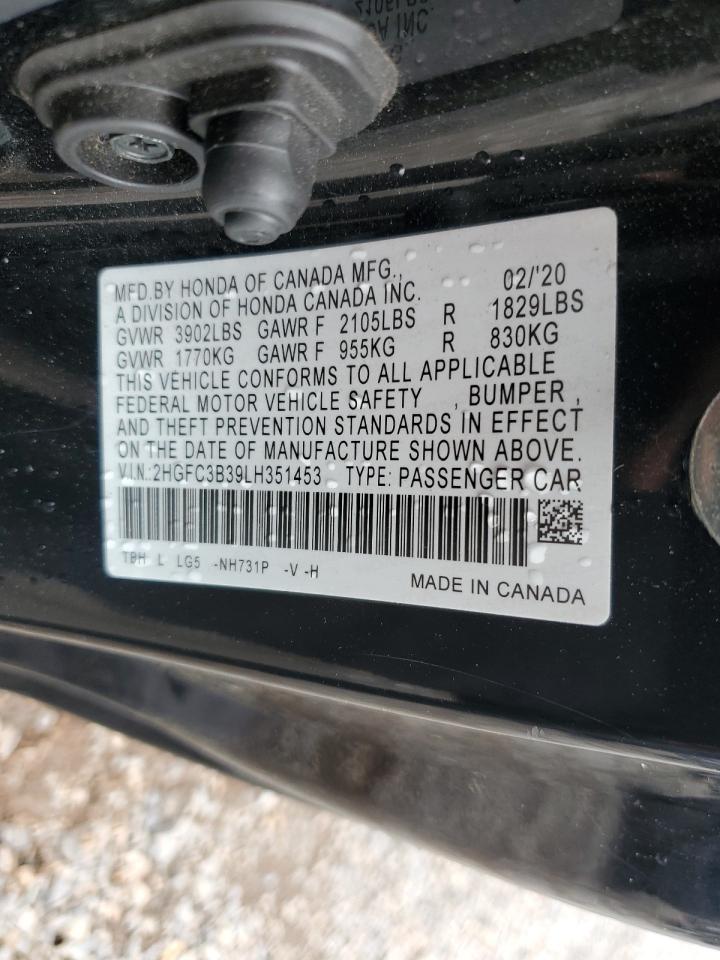 MFD.BY HONDA OF CANADA MFG., 02/'20
A DIVISION OF HONDA CANADA INC.
GVWR 3902LBS GAWR F 2105LBS R 1829LBS
GVWR 1770KG GAWR F 955KG R 830KG
THIS VEHICLE CONFORMS TO ALL APPLICABLE
FEDERAL MOTOR VEHICLE SAFETY , BUMPER ,
AND THEFT PREVENTION STANDARDS IN EFFECT
ON THE DATE OF MANUFACTURE SHOWN ABOVE.
V.I.N.:2HGFC3B39LH351453 TYPE: PASSENGER CAR
TBH L LG5 -NH731P -V -H
MADE IN CANADA